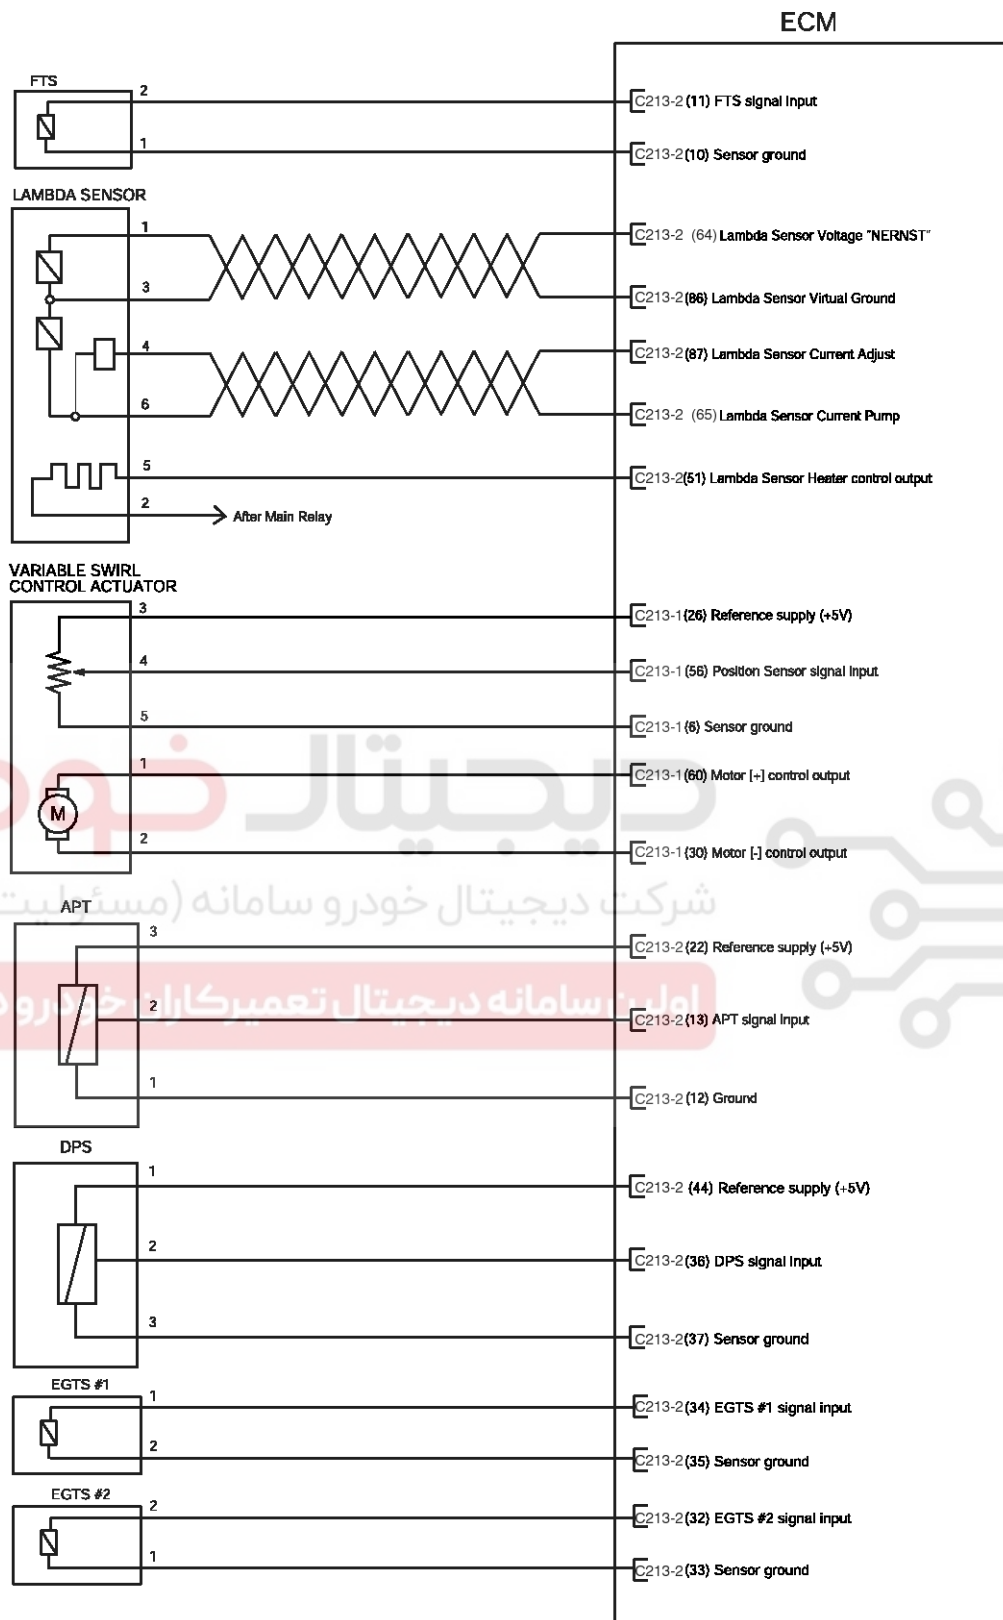 ECM
FTS
2
C213-2 (11) FTS signal input
1
C213-2 (10) Sensor ground
LAMBDA SENSOR
1
C213-2 (64) Lambda Sensor Voltage "NERNST"
3
C213-2 (86) Lambda Sensor Virtual Ground
4
C213-2 (87) Lambda Sensor Current Adjust
6
C213-2 (65) Lambda Sensor Current Pump
5
C213-2 (51) Lambda Sensor Heater control output
2
After Main Relay
VARIABLE SWIRL
CONTROL ACTUATOR
3
C213-1 (26) Reference supply (+5V)
4
C213-1 (56) Position Sensor signal input
5
C213-1 (6) Sensor ground
1
C213-1 (60) Motor [+] control output
M
2
C213-1 (30) Motor [-] control output
دیجیتال خود
شرکت دیجیتال خودرو سامانه (مسئولیت
اولین سامانه دیجیتال تعمیرکاران خودرو د
APT
3
C213-2 (22) Reference supply (+5V)
2
C213-2 (13) APT signal input
1
C213-2 (12) Ground
DPS
1
C213-2 (44) Reference supply (+5V)
2
C213-2 (36) DPS signal input
3
C213-2 (37) Sensor ground
EGTS #1
1
C213-2 (34) EGTS #1 signal input
2
C213-2 (35) Sensor ground
EGTS #2
2
C213-2 (32) EGTS #2 signal input
1
C213-2 (33) Sensor ground